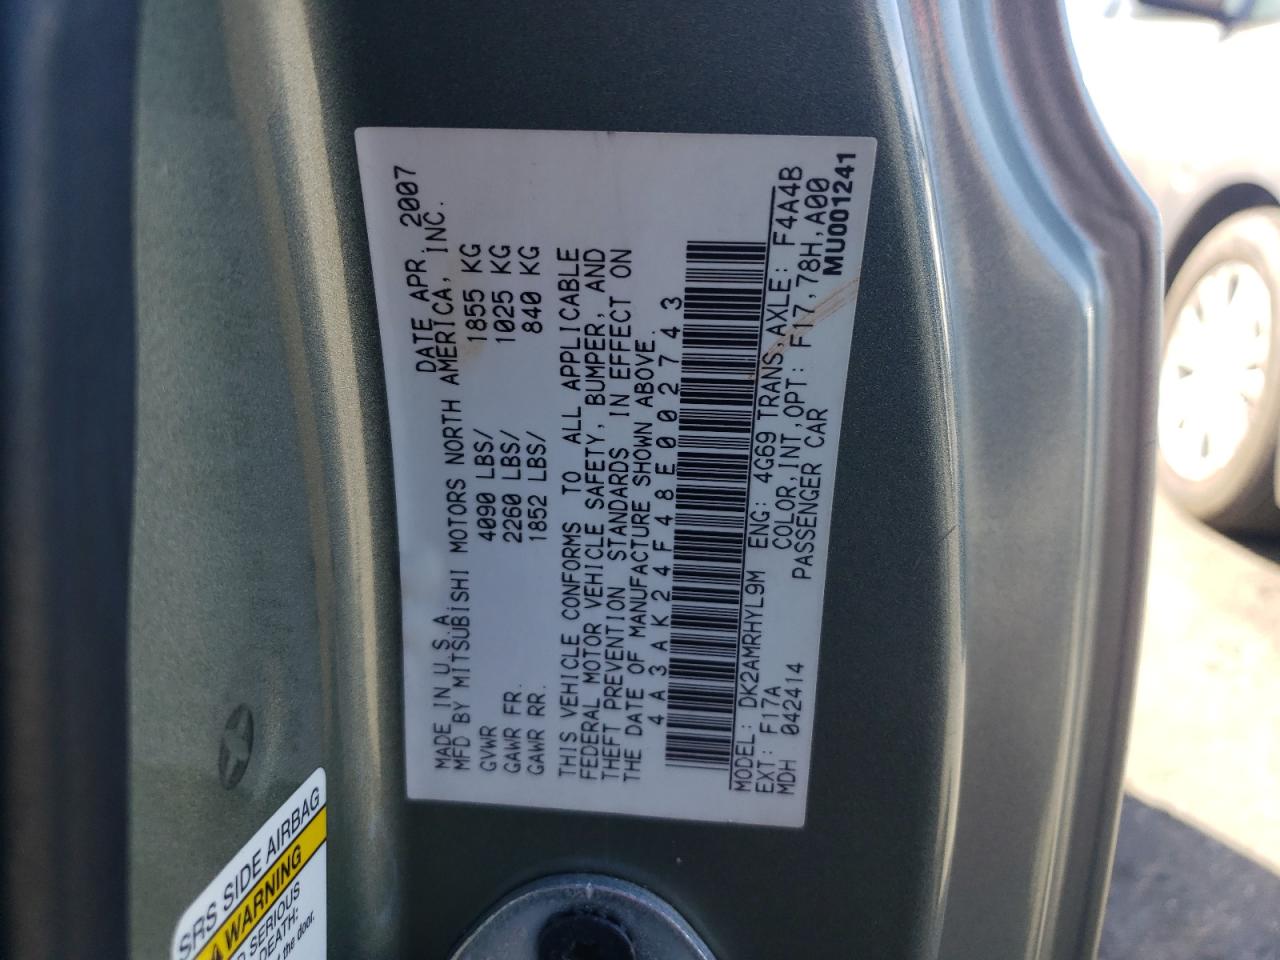 MADE IN U.S.A DATE APR, 2007
MFD BY MITSUBISHI MOTORS NORTH AMERICA, INC.
GVWR 4090 LBS/ 1855 KG
GAWR FR. 2260 LBS/ 1025 KG
GAWR RR. 1852 LBS/ 840 KG
THIS VEHICLE CONFORMS TO ALL APPLICABLE
FEDERAL MOTOR VEHICLE SAFETY, BUMPER, AND
THEFT PREVENTION STANDARDS IN EFFECT ON
THE DATE OF MANUFACTURE SHOWN ABOVE.
4A3AK24F48E002743
MODEL: DK2AMRHYL9M ENG: 4G69 TRANS,AXLE: F4A4B
EXT: F17A COLOR,INT,OPT: F17,78H,A00
MDH 042414 PASSENGER CAR MU001241
SRS SIDE AIRBAG
WARNING
SERIOUS
DEATH:
the door.